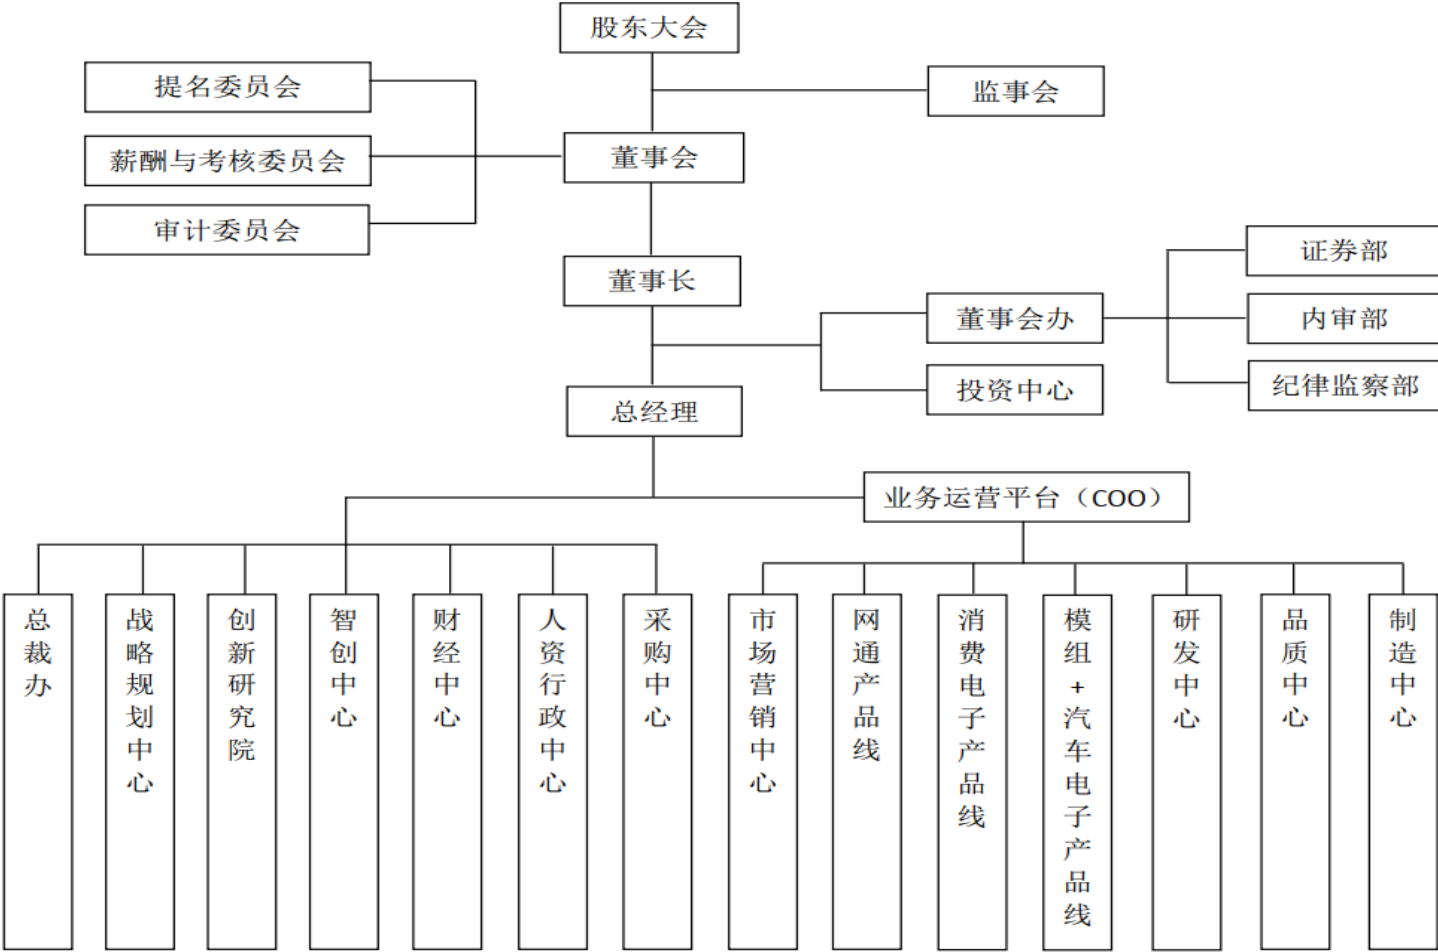 股东大会
提名委员会
监事会
薪酬与考核委员会
董事会
审计委员会
证券部
董事长
董事会办
内审部
投资中心
纪律监察部
总经理
业务运营平台（COO）
总裁办
战略规划中心
创新研究院
智创中心
财经中心
人资行政中心
采购中心
市场营销中心
网通产品线
消费电子产品线
模组+汽车电子产品线
研发中心
品质中心
制造中心